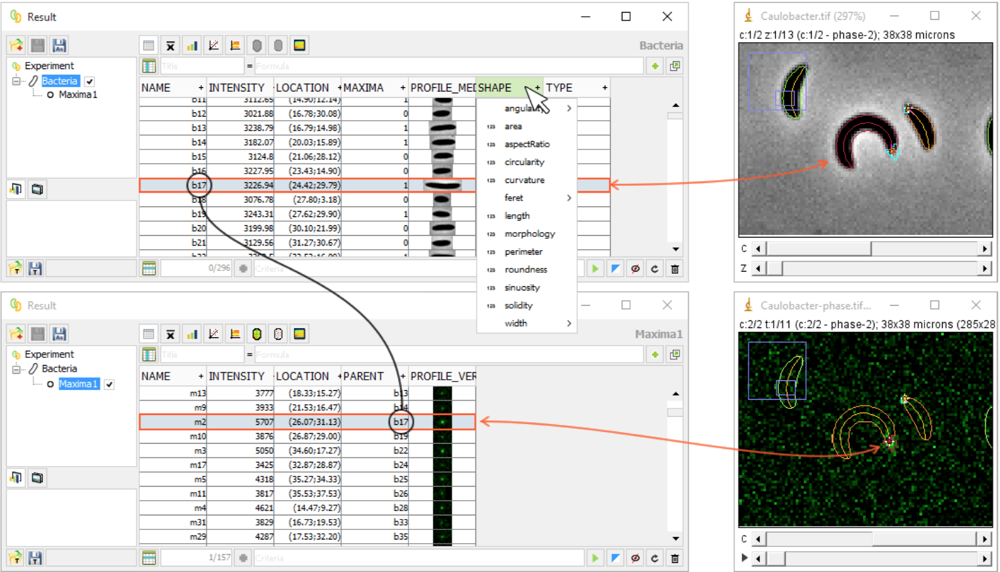 Result
Bacteria
Experiment
Bacteria
Maxima1
Title = Formula
NAME + INTENSITY LOCATION + MAXIMA + PROFILE_MED SHAPE + TYPE +
b11 3112.65 (14.90;12.14) 1
b12 3021.88 (16.78;30.08) 0
b13 3238.79 (16.79;14.98) 1
b14 3182.07 (20.03;15.89) 1
b15 3124.8 (21.06;28.12) 0
b16 3227.95 (23.43;14.90) 0
b17 3226.94 (24.42;29.79) 1
b18 3076.78 (27.80;3.18) 0
b19 3243.31 (27.62;29.90) 1
b20 3199.98 (30.10;21.99) 0
b21 3129.56 (31.27;30.67) 0
angularity
123 area
123 aspectRatio
123 circularity
123 curvature
feret
123 length
123 morphology
123 perimeter
123 roundness
123 sinuosity
123 solidity
width
0/296 Criteria
Caulobacter.tif (297%)
c:1/2 z:1/13 (c:1/2 - phase-2); 38x38 microns
C
Z
Result
Maxima1
Experiment
Bacteria
Maxima1
Title = Formula
NAME + INTENSITY LOCATION + PARENT + PROFILE_VER
m13 3777 (18.33;15.27) b13
m9 3933 (21.53;16.47) b14
m2 5707 (26.07;31.13) b17
m10 3876 (26.87;29.00) b19
m3 5050 (34.60;17.27) b22
m17 3425 (32.87;28.87) b24
m5 4318 (35.27;34.33) b25
m11 3817 (35.53;37.53) b26
m4 4621 (14.47;9.27) b28
m31 3829 (16.73;19.53) b33
m29 4287 (17.53;32.20) b35
1/157 Criteria
Caulobacter-phase.tif...
c:2/2 t:1/11 (c:2/2 - phase-2); 38x38 microns (285x28
C